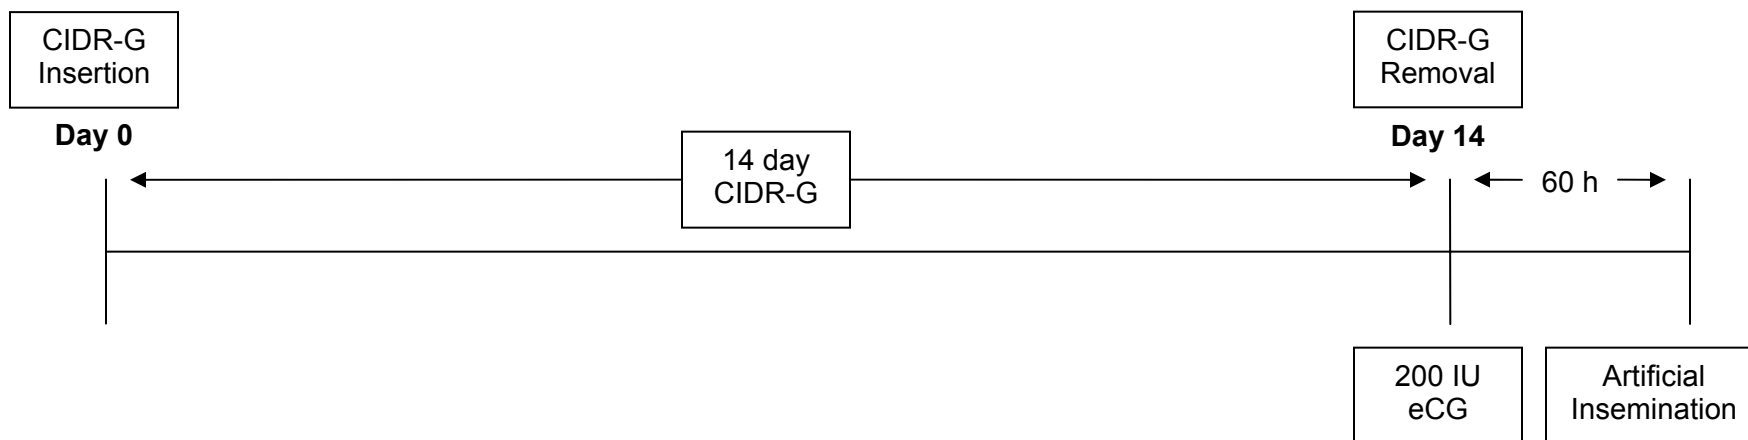 CIDR-G
Insertion
Day 0
14 day
CIDR-G
CIDR-G
Removal
Day 14
60 h
200 IU
eCG
Artificial
Insemination